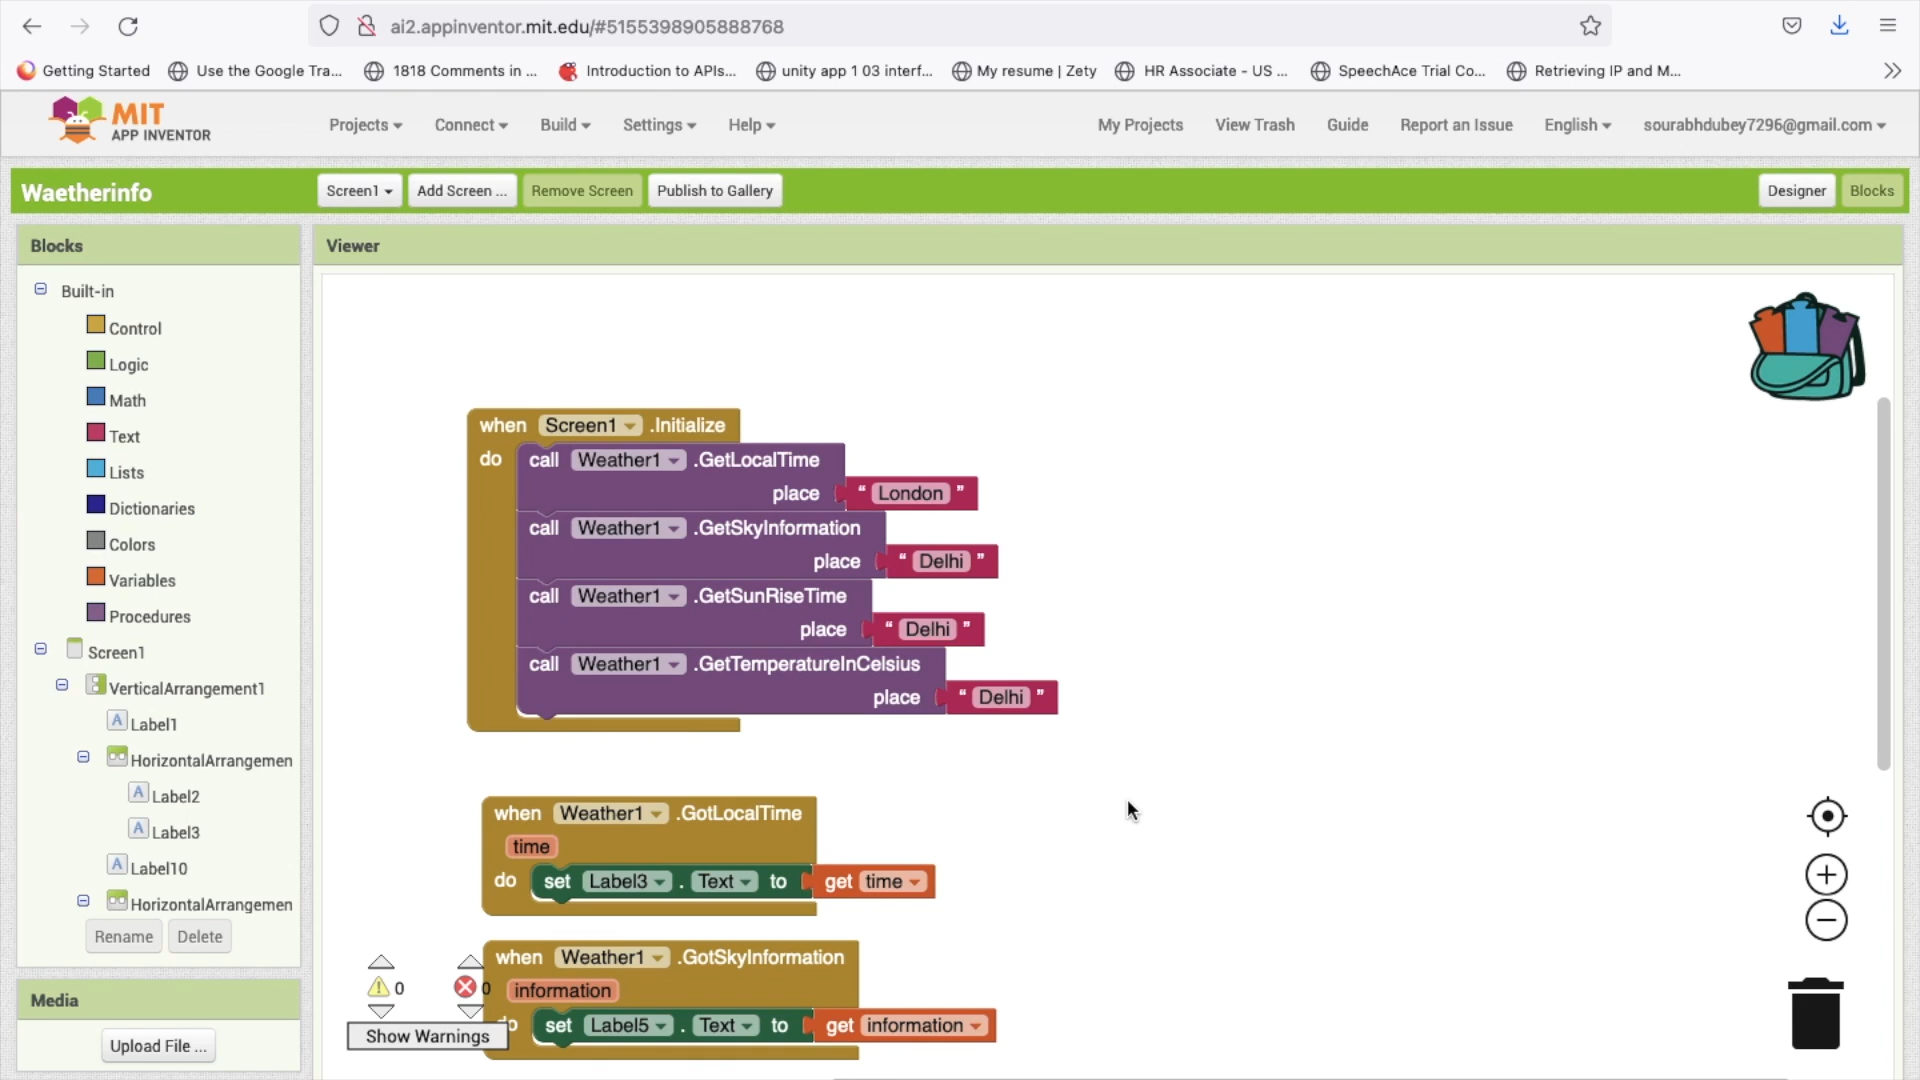 ai2.appinventor.mit.edu/#5155398905888768
Getting Started
Use the Google Tra...
1818 Comments in ...
Introduction to APIs...
unity app 1 03 interf...
My resume | Zety
HR Associate - US ...
SpeechAce Trial Co...
Retrieving IP and M...
MIT
APP INVENTOR
Projects
Connect
Build
Settings
Help
My Projects
View Trash
Guide
Report an Issue
English
sourabhdubey7296@gmail.com
Waetherinfo
Screen1
Add Screen ...
Remove Screen
Publish to Gallery
Designer
Blocks
Blocks
Built-in
Control
Logic
Math
Text
Lists
Dictionaries
Colors
Variables
Procedures
Screen1
VerticalArrangement1
Label1
HorizontalArrangemen
Label2
Label3
Label10
HorizontalArrangemen
Rename
Delete
Media
Upload File ...
Viewer
when Screen1 .Initialize
do call Weather1 .GetLocalTime
place " London "
call Weather1 .GetSkyInformation
place " Delhi "
call Weather1 .GetSunRiseTime
place " Delhi "
call Weather1 .GetTemperatureInCelsius
place " Delhi "
when Weather1 .GotLocalTime
time
do set Label3 . Text to get time
when Weather1 .GotSkyInformation
information
do set Label5 . Text to get information
0
0
Show Warnings